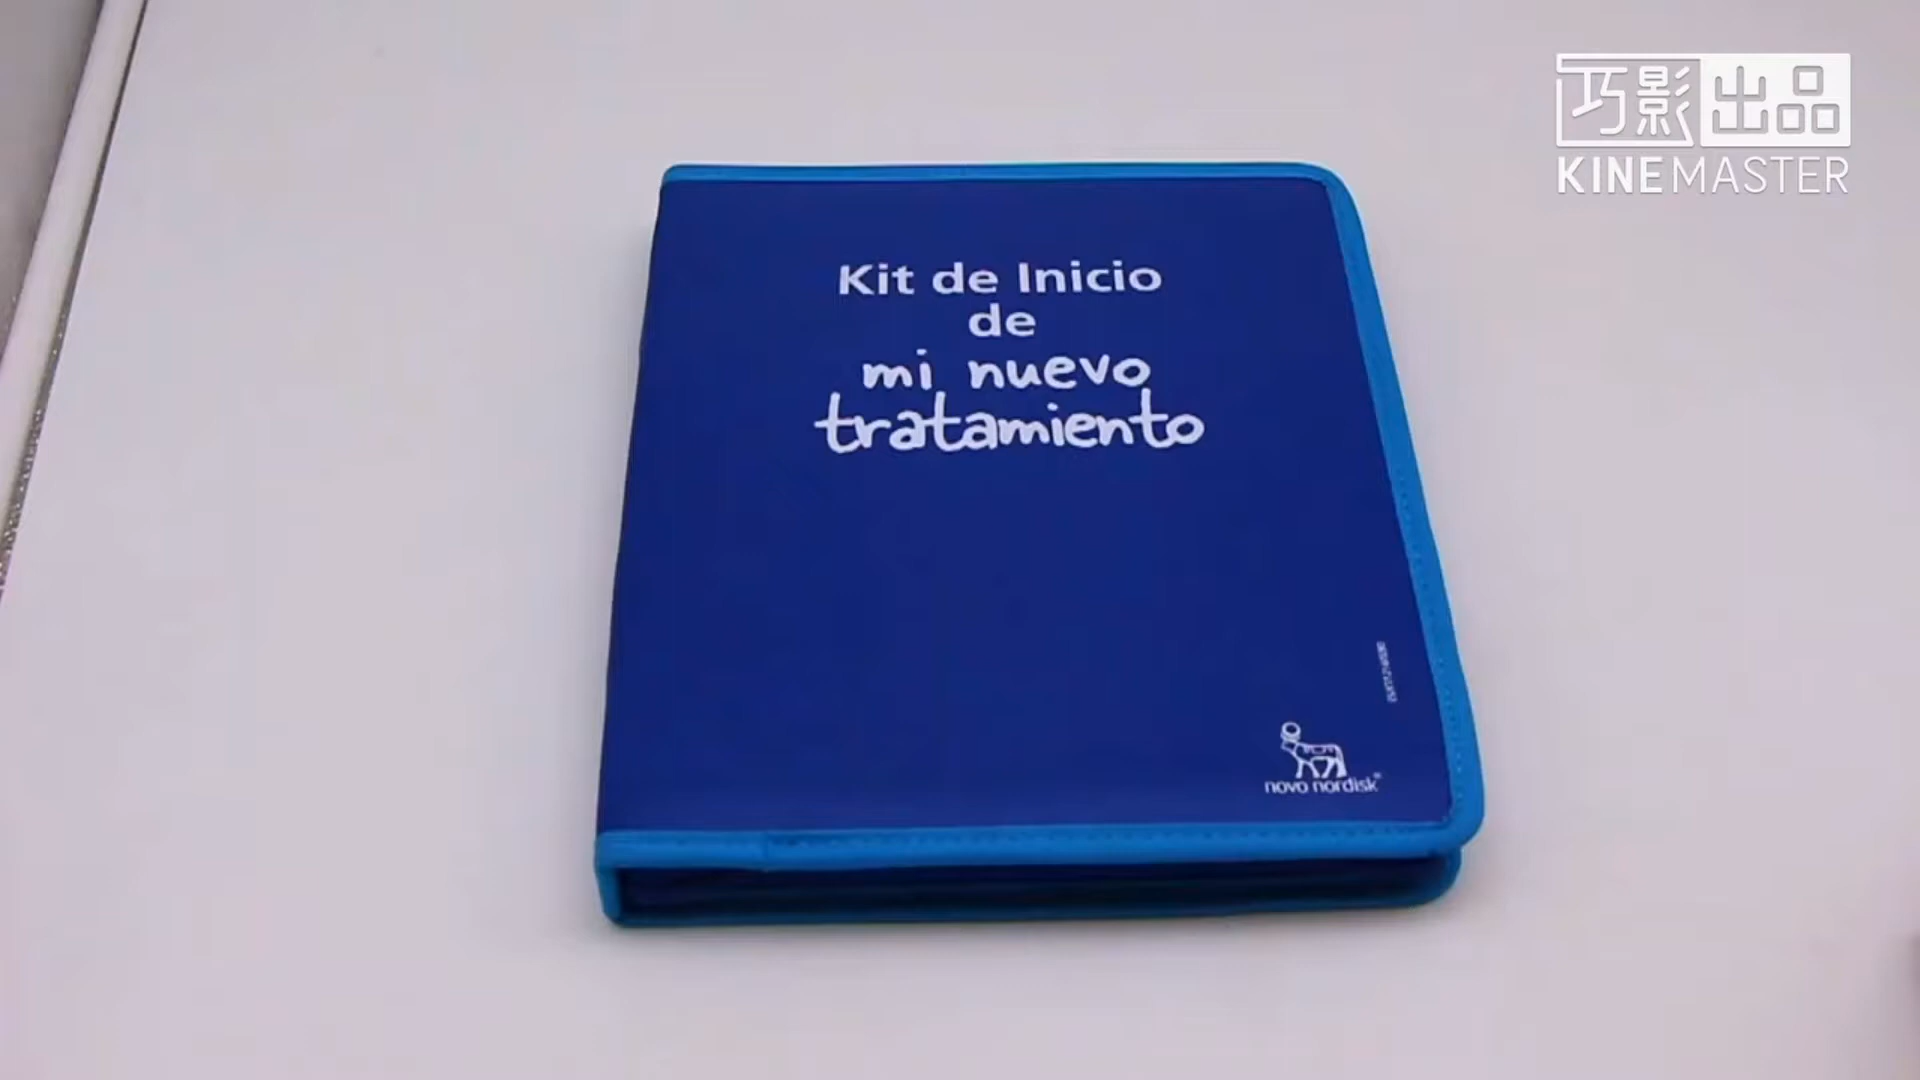 巧影出品
KINEMASTER
Kit de Inicio
de
mi nuevo
tratamiento
novo nordisk®